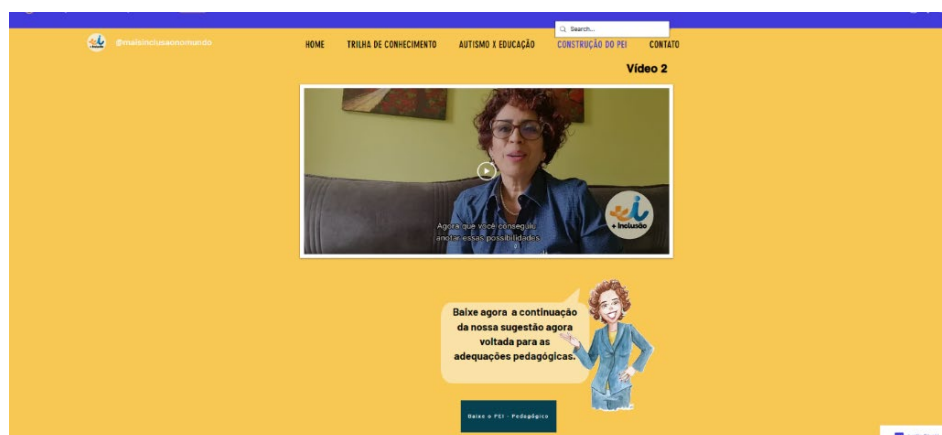 Search...
@maisinclusaonomundo
HOME TRILHA DE CONHECIMENTO AUTISMO X EDUCAÇÃO CONSTRUÇÃO DO PEI CONTATO
Vídeo 2
+ Inclusão
Agora que você conseguiu
anotar essas possibilidades
Baixe agora a continuação
da nossa sugestão agora
voltada para as
adequações pedagógicas.
Baixe o PEI - Pedagógico